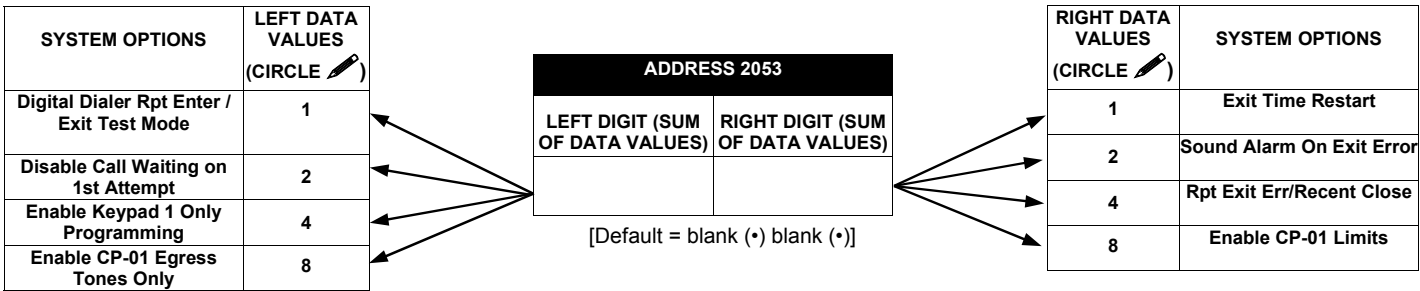 SYSTEM OPTIONS
LEFT DATA
VALUES
(CIRCLE )
Digital Dialer Rpt Enter /
Exit Test Mode
1
Disable Call Waiting on
1st Attempt
2
Enable Keypad 1 Only
Programming
4
Enable CP-01 Egress
Tones Only
8
ADDRESS 2053
LEFT DIGIT (SUM
OF DATA VALUES)
RIGHT DIGIT (SUM
OF DATA VALUES)
[Default = blank (•) blank (•)]
RIGHT DATA
VALUES
(CIRCLE )
SYSTEM OPTIONS
1
Exit Time Restart
2
Sound Alarm On Exit Error
4
Rpt Exit Err/Recent Close
8
Enable CP-01 Limits